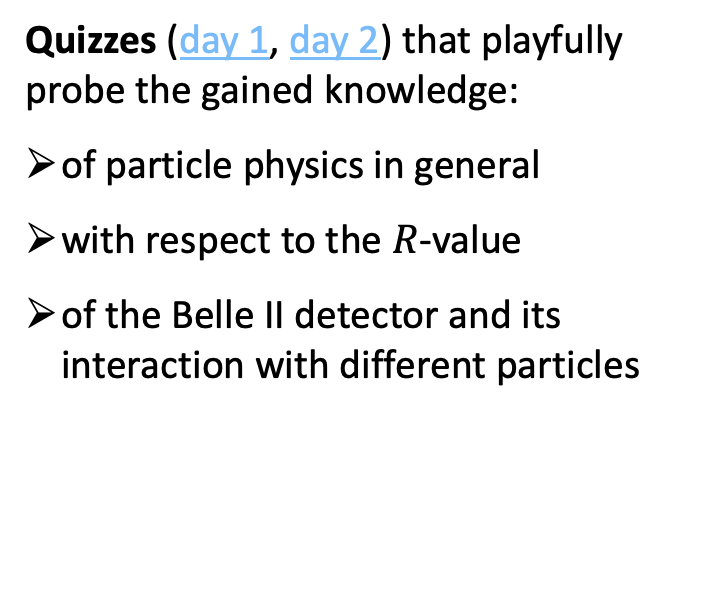 Quizzes (day 1, day 2) that playfully
probe the gained knowledge:
➢ of particle physics in general
➢ with respect to the R-value
➢ of the Belle II detector and its
interaction with different particles